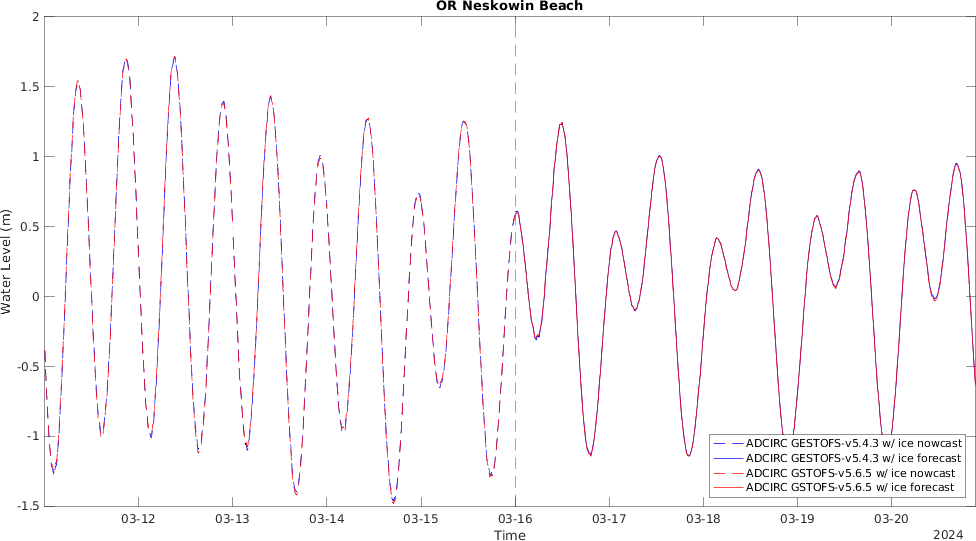 OR Neskowin Beach
2
1.5
1
0.5
0
-0.5
-1
-1.5
Water Level (m)
ADCIRC GESTOFS-v5.4.3 w/ ice nowcast
ADCIRC GESTOFS-v5.4.3 w/ ice forecast
ADCIRC GSTOFS-v5.6.5 w/ ice nowcast
ADCIRC GSTOFS-v5.6.5 w/ ice forecast
03-12 03-13 03-14 03-15 03-16 03-17 03-18 03-19 03-20
Time
2024